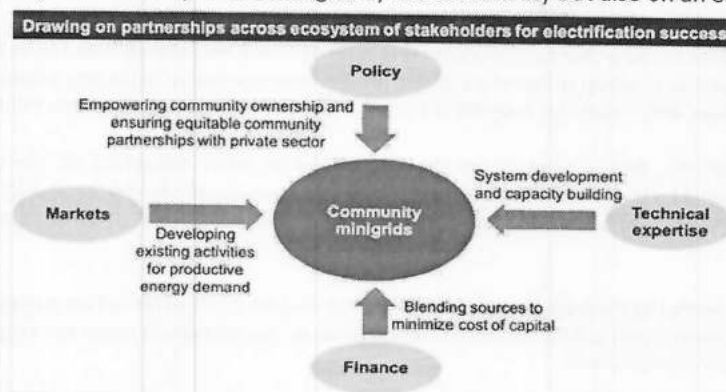 Drawing on partnerships across ecosystem of stakeholders for electrification success
Policy
Empowering community ownership and
ensuring equitable community
partnerships with private sector
System development
and capacity building
Markets
Community
minigrids
Technical
expertise
Developing
existing activities
for productive
energy demand
Blending sources to
minimize cost of capital
Finance